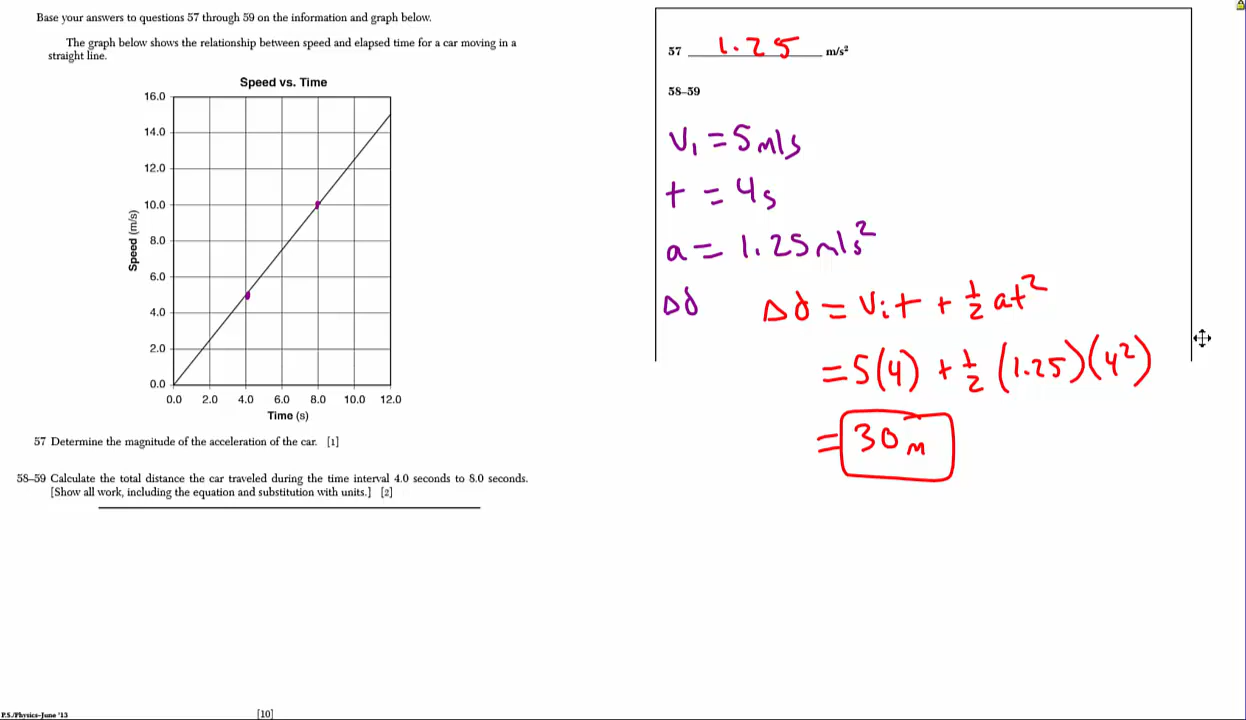 Base your answers to questions 57 through 59 on the information and graph below.
The graph below shows the relationship between speed and elapsed time for a car moving in a
straight line.
Speed vs. Time
16.0
14.0
12.0
10.0
8.0
6.0
4.0
2.0
0.0
Speed (m/s)
0.0 2.0 4.0 6.0 8.0 10.0 12.0
Time (s)
57 Determine the magnitude of the acceleration of the car. [1]
58–59 Calculate the total distance the car traveled during the time interval 4.0 seconds to 8.0 seconds.
[Show all work, including the equation and substitution with units.] [2]
P.S./Physics–June '13
[10]
57 1.25 m/s²
58–59
V₁ = 5 m/s
t = 4s
a = 1.25 m/s²
Δd
Δd = Vit + ½ at²
= 5(4) + ½ (1.25)(4²)
= 30 m